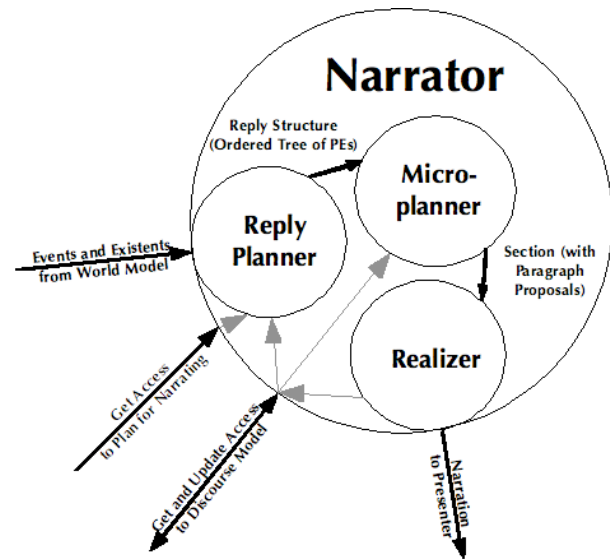 Narrator
Reply Structure
(Ordered Tree of PEs)
Micro-
planner
Reply
Planner
Events and Existents
from World Model
Section (with
Paragraph
Proposals)
Realizer
Get Access
to Plan for Narrating
Get and Update Access
to Discourse Model
Narration
to Presenter